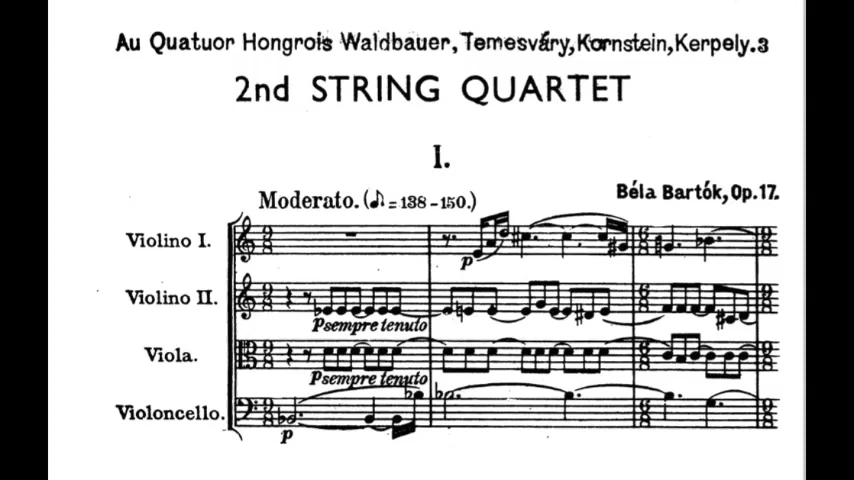 Au Quatuor Hongrois Waldbauer, Temesváry, Kornstein, Kerpely. 3
2nd STRING QUARTET
I.
Béla Bartók, Op. 17.
Moderato. (♪ = 138 - 150.)
Violino I.
p
Violino II.
P sempre tenuto
Viola.
P sempre tenuto
Violoncello.
p